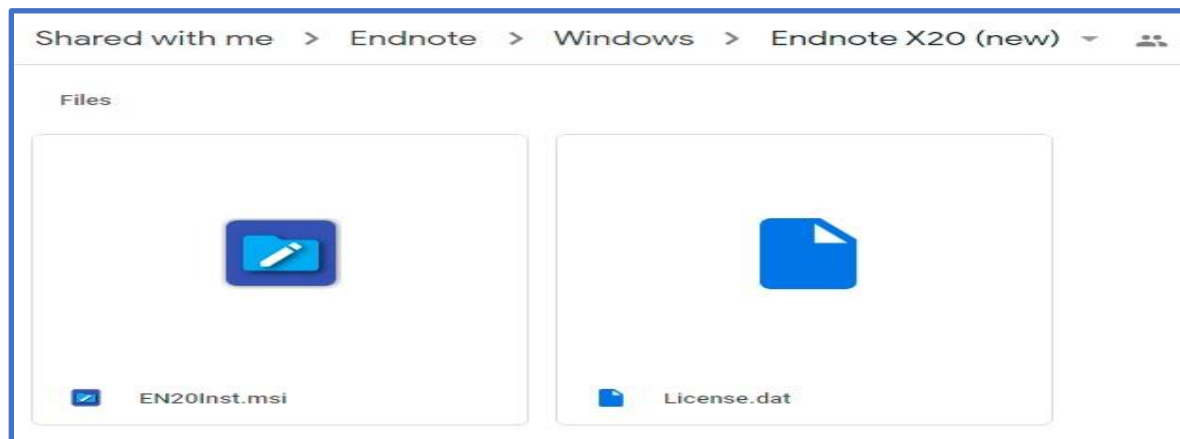 Shared with me > Endnote > Windows > Endnote X20 (new)
Files
EN20Inst.msi
License.dat